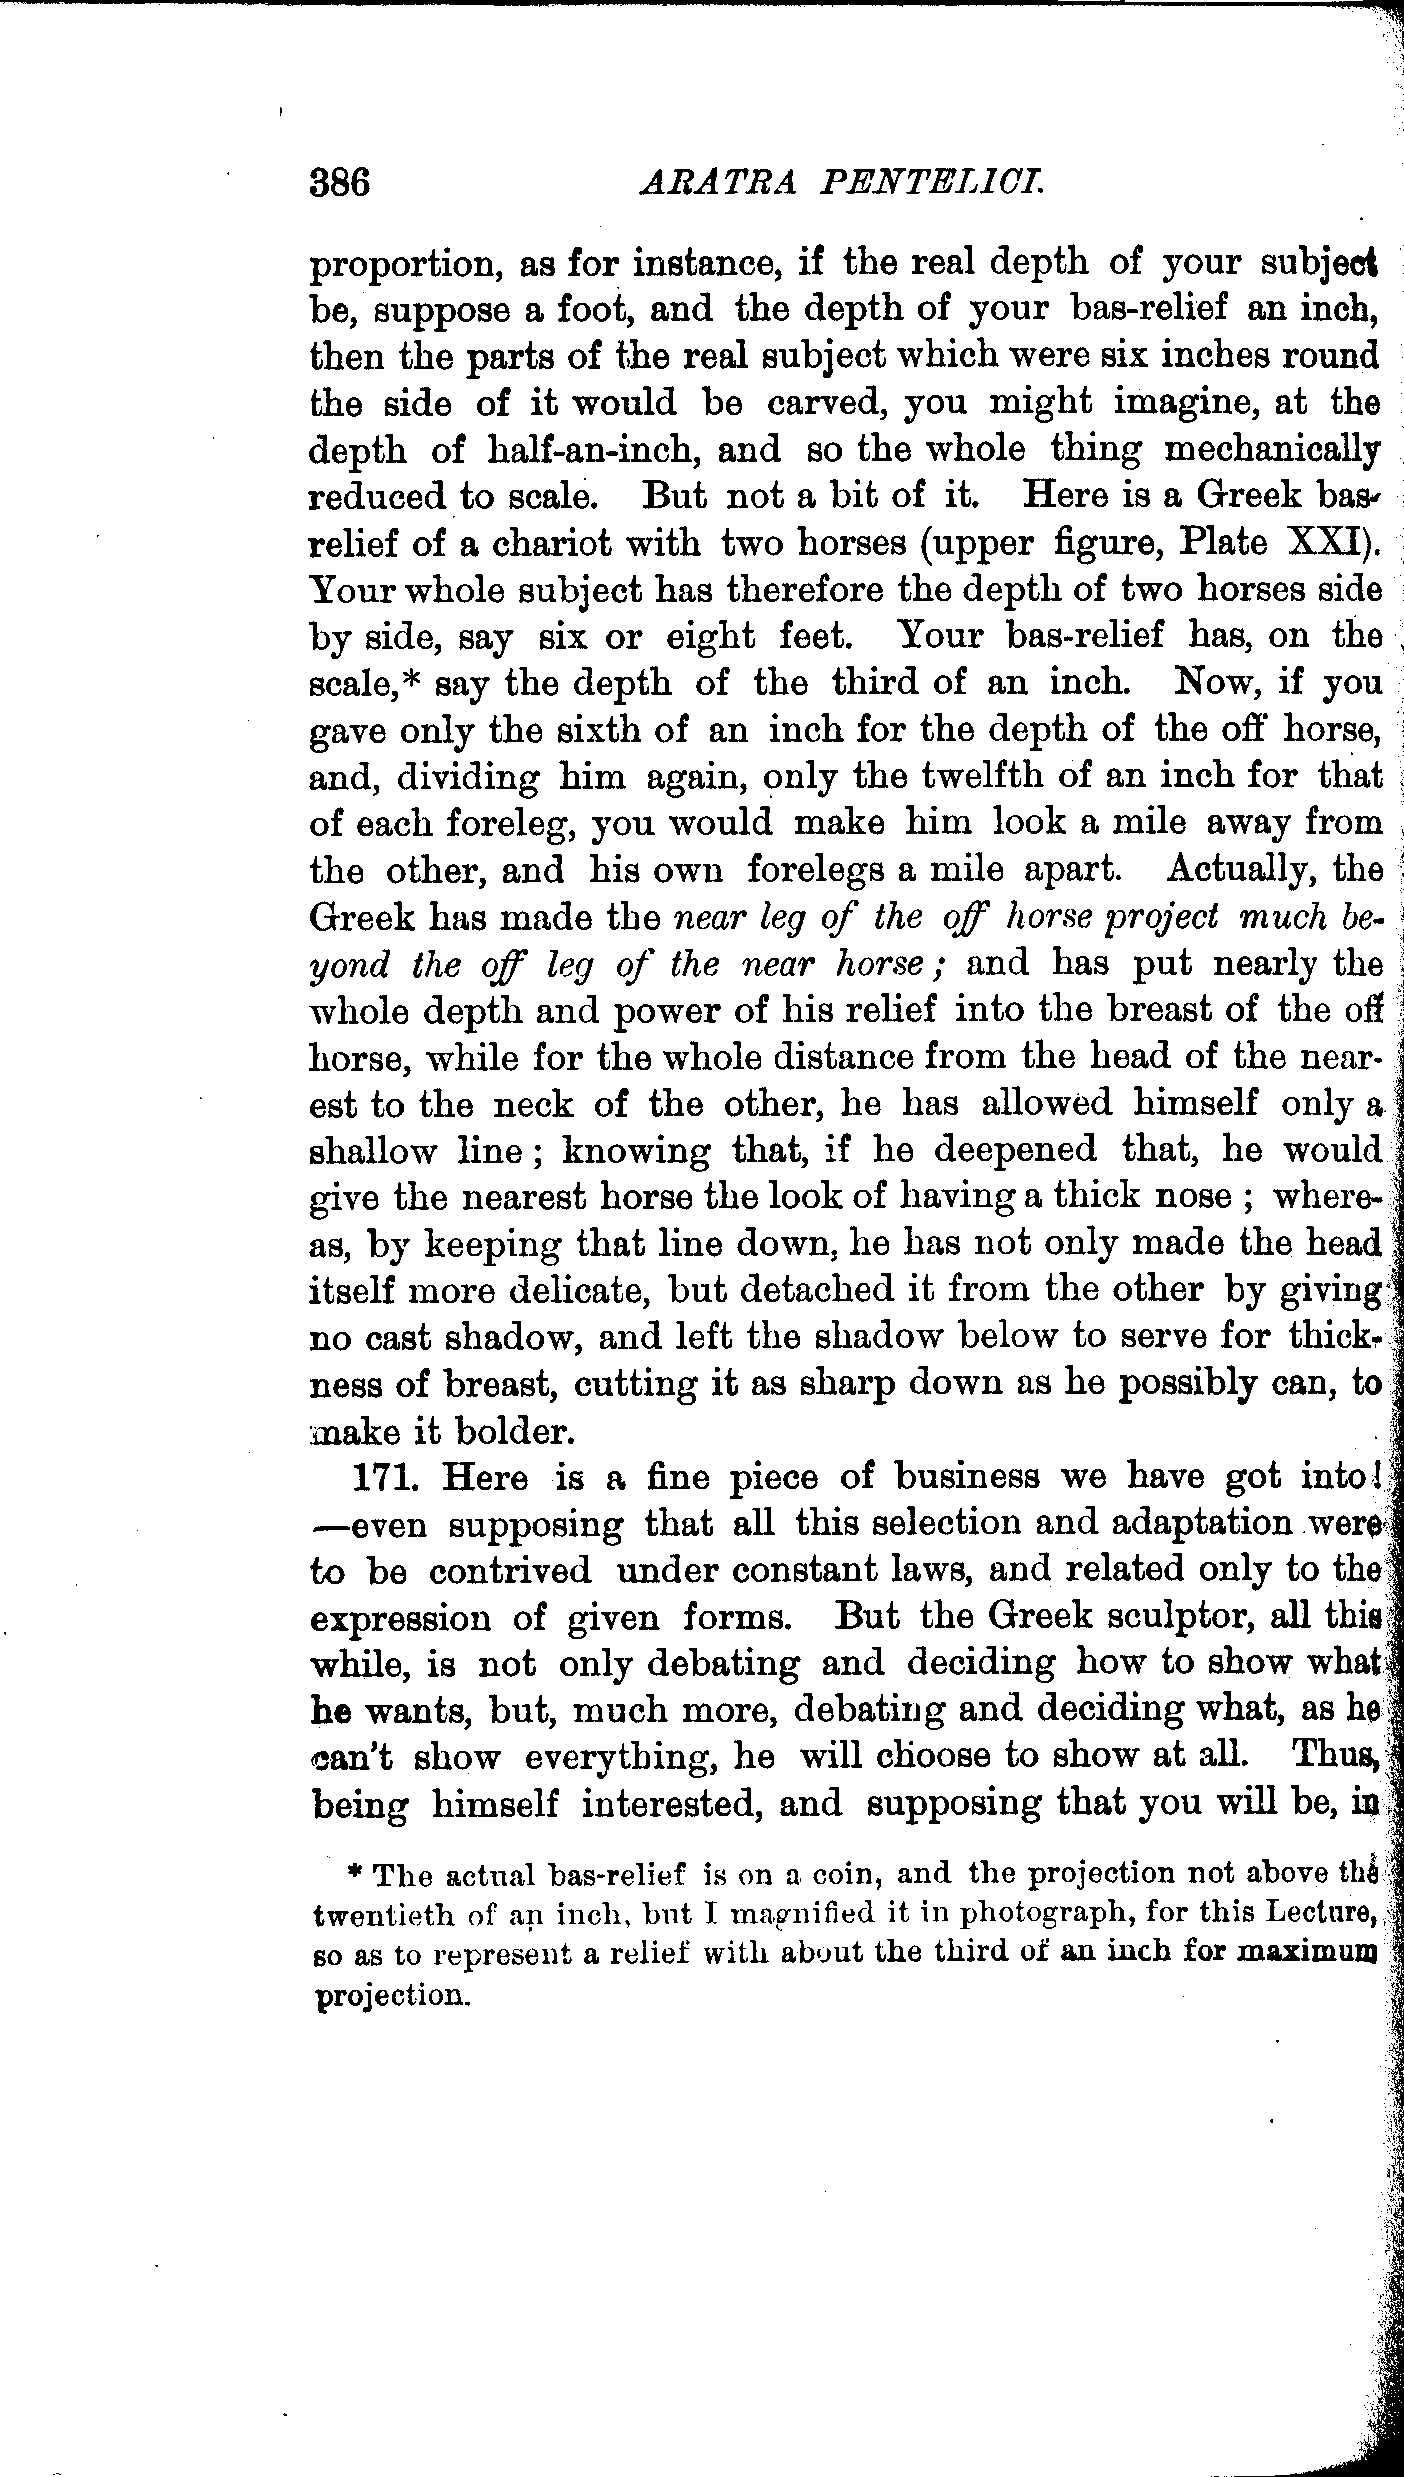 386 ARATRA PENTELICI.
proportion, as for instance, if the real depth of your subject
be, suppose a foot, and the depth of your bas-relief an inch,
then the parts of the real subject which were six inches round
the side of it would be carved, you might imagine, at the
depth of half-an-inch, and so the whole thing mechanically
reduced to scale. But not a bit of it. Here is a Greek bas-
relief of a chariot with two horses (upper figure, Plate XXI).
Your whole subject has therefore the depth of two horses side
by side, say six or eight feet. Your bas-relief has, on the
scale,* say the depth of the third of an inch. Now, if you
gave only the sixth of an inch for the depth of the off horse,
and, dividing him again, only the twelfth of an inch for that
of each foreleg, you would make him look a mile away from
the other, and his own forelegs a mile apart. Actually, the
Greek has made the near leg of the off horse project much be-
yond the off leg of the near horse; and has put nearly the
whole depth and power of his relief into the breast of the off
horse, while for the whole distance from the head of the near-
est to the neck of the other, he has allowed himself only a
shallow line; knowing that, if he deepened that, he would
give the nearest horse the look of having a thick nose; where-
as, by keeping that line down, he has not only made the head
itself more delicate, but detached it from the other by giving
no cast shadow, and left the shadow below to serve for thick-
ness of breast, cutting it as sharp down as he possibly can, to
make it bolder.
171. Here is a fine piece of business we have got into!
—even supposing that all this selection and adaptation were
to be contrived under constant laws, and related only to the
expression of given forms. But the Greek sculptor, all this
while, is not only debating and deciding how to show what
he wants, but, much more, debating and deciding what, as he
can't show everything, he will choose to show at all. Thus,
being himself interested, and supposing that you will be, in
* The actual bas-relief is on a coin, and the projection not above the
twentieth of an inch, but I magnified it in photograph, for this Lecture,
so as to represent a relief with about the third of an inch for maximum
projection.